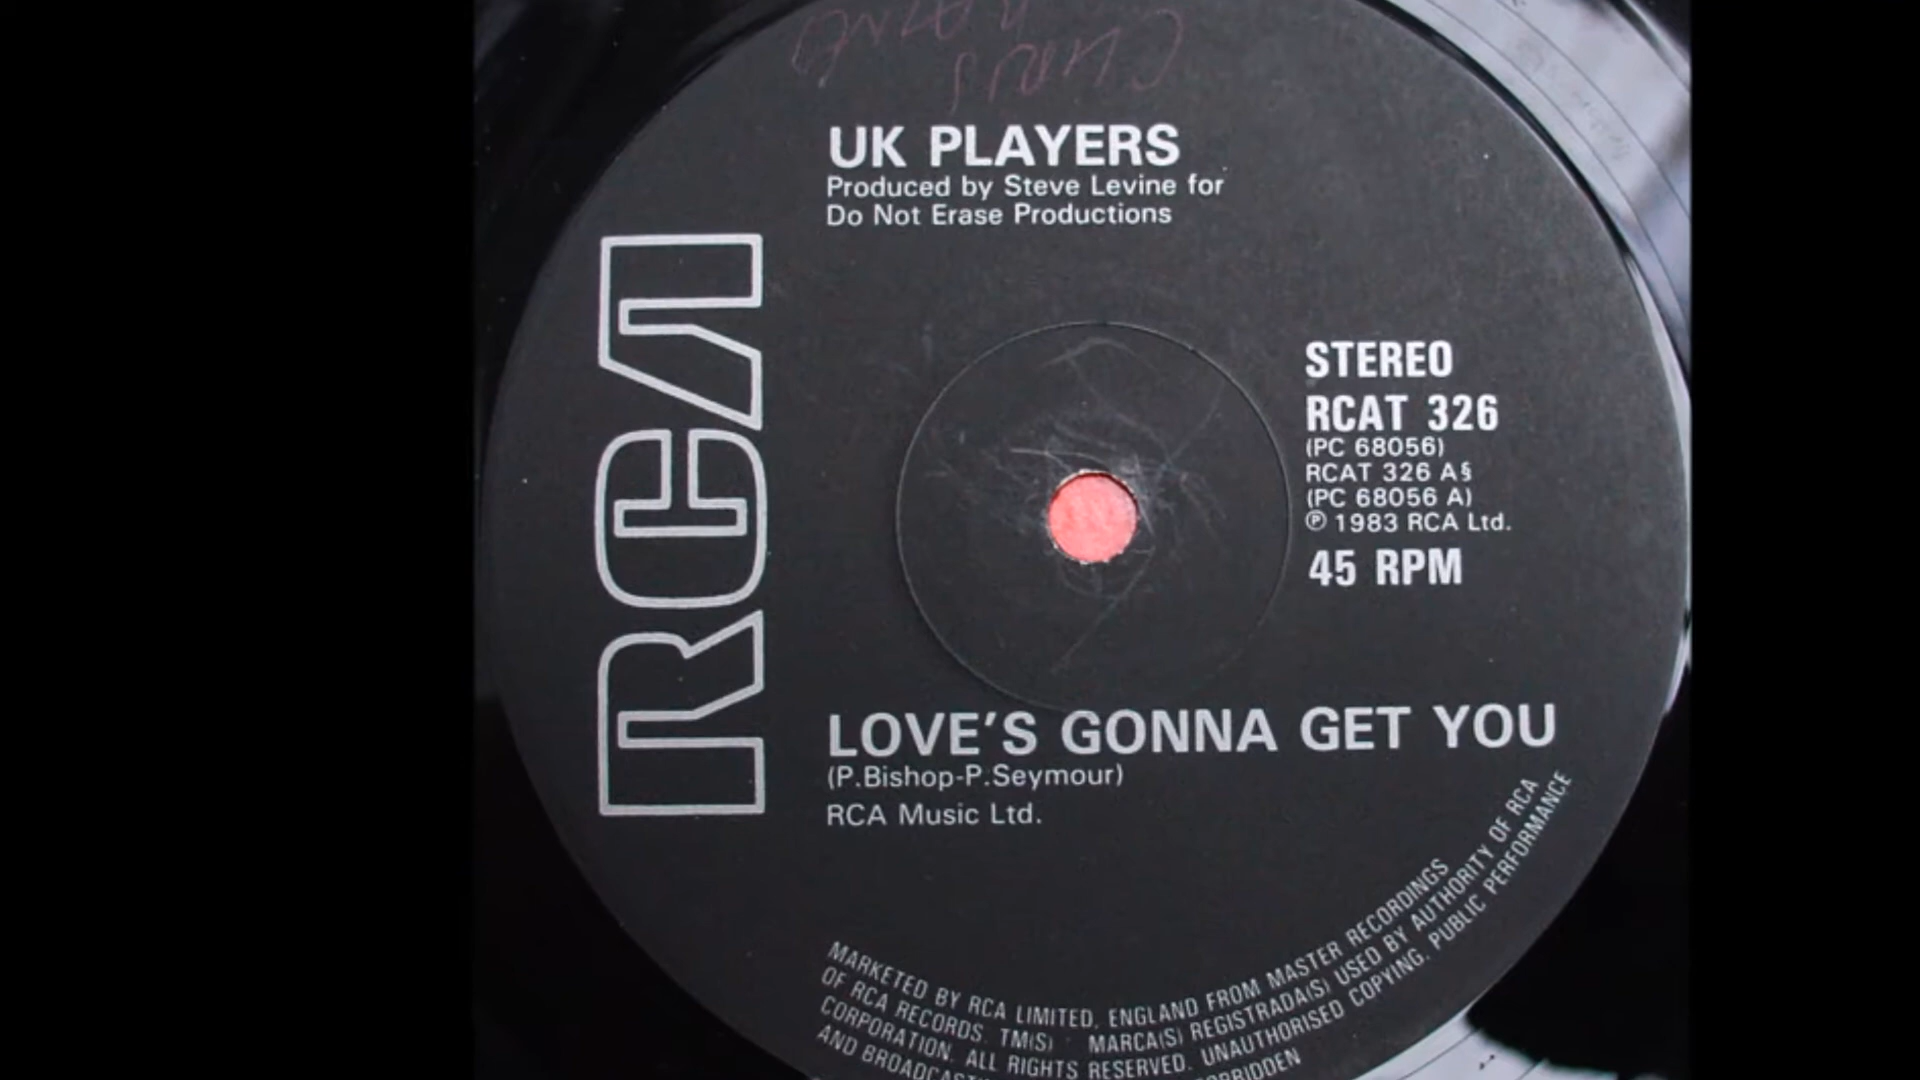 CHRIS
UK PLAYERS
Produced by Steve Levine for
Do Not Erase Productions
RCA
STEREO
RCAT 326
(PC 68056)
RCAT 326 A§
(PC 68056 A)
℗ 1983 RCA Ltd.
45 RPM
LOVE'S GONNA GET YOU
(P.Bishop-P.Seymour)
RCA Music Ltd.
MARKETED BY RCA LIMITED, ENGLAND FROM MASTER RECORDINGS
OF RCA RECORDS. TM(S) MARCA(S) REGISTRADA(S) USED BY AUTHORITY OF RCA
CORPORATION. ALL RIGHTS RESERVED. UNAUTHORISED COPYING, PUBLIC PERFORMANCE
AND